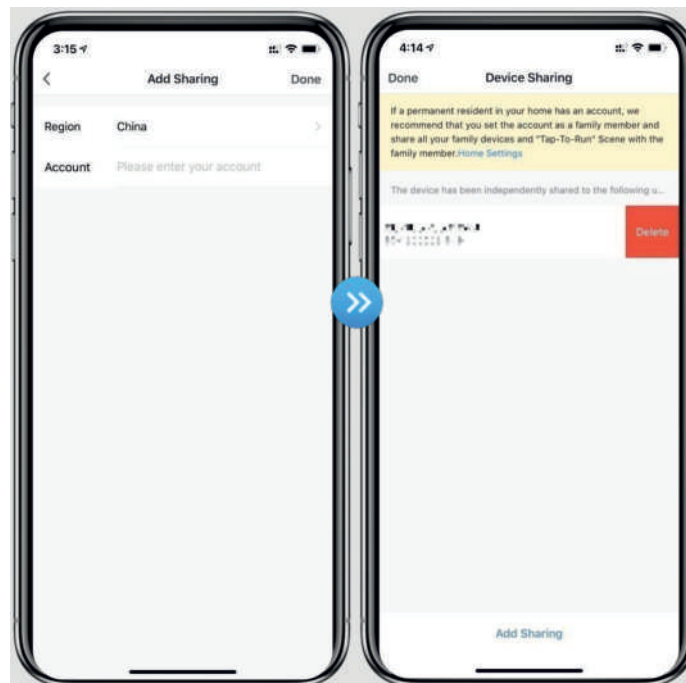 3:15
Add Sharing
Done
Region
China
Account
Please enter your account
4:14
Done
Device Sharing
If a permanent resident in your home has an account, we
recommend that you set the account as a family member and
share all your family devices and "Tap-To-Run" Scene with the
family member.Home Settings
The device has been independently shared to the following u...
Delete
Add Sharing